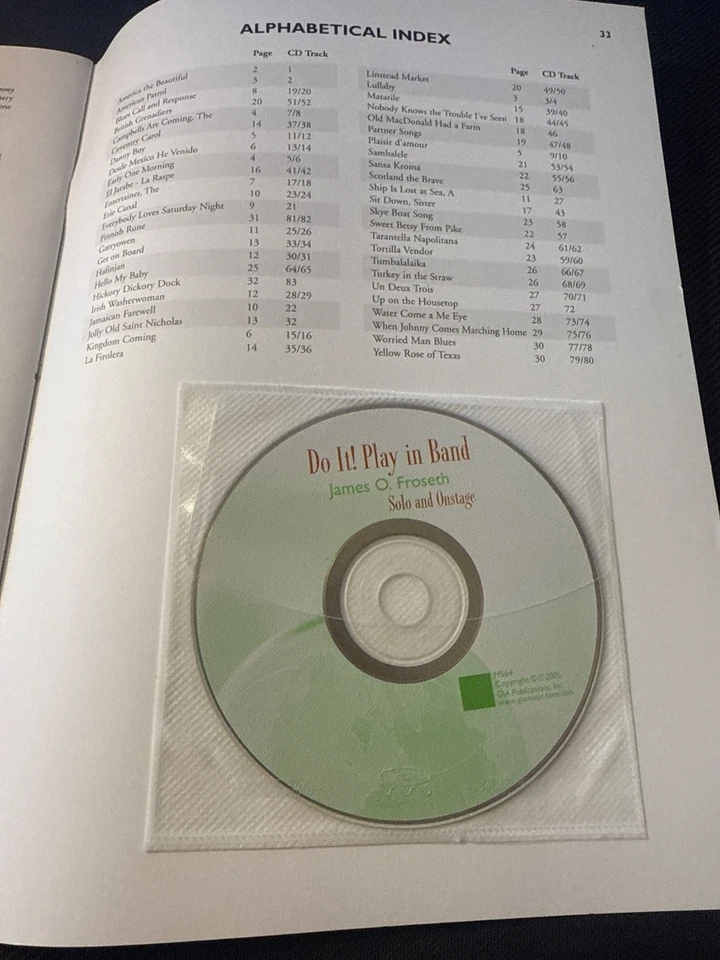 ALPHABETICAL INDEX
33
Page CD Track
America the Beautiful 2 1
American Patrol 3 2
Blues Call and Response 8 19/20
British Grenadiers 20 51/52
Campbells Are Coming, The 4 7/8
Coventry Carol 14 37/38
Danny Boy 5 11/12
Desde Mexico He Venido 6 13/14
Early One Morning 4 5/6
El Jarabe - La Raspe 16 41/42
Entertainer, The 7 17/18
Erie Canal 10 23/24
Everybody Loves Saturday Night 9 21
Finnish Rune 31 81/82
Garryowen 11 25/26
Get on Board 13 33/34
Hafinjan 12 30/31
Hello My Baby 25 64/65
Hickory Dickory Dock 32 83
Irish Washerwoman 12 28/29
Jamaican Farewell 10 22
Jolly Old Saint Nicholas 13 32
Kingdom Coming 6 15/16
La Firolera 14 35/36
Page CD Track
Linstead Market 20 49/50
Lullaby 3 3/4
Matarile 15 39/40
Nobody Knows the Trouble I've Seen 18 44/45
Old MacDonald Had a Farm 18 46
Partner Songs 19 47/48
Plaisir d'amour 5 9/10
Sambalele 21 53/54
Sansa Kroma 22 55/56
Scotland the Brave 25 63
Ship Is Lost at Sea, A 11 27
Sit Down, Sister 17 43
Skye Boat Song 23 58
Sweet Betsy From Pike 22 57
Tarantella Napolitana 24 61/62
Tortilla Vendor 23 59/60
Tumbalalaika 26 66/67
Turkey in the Straw 26 68/69
Un Deux Trois 27 70/71
Up on the Housetop 27 72
Water Come a Me Eye 28 73/74
When Johnny Comes Marching Home 29 75/76
Worried Man Blues 30 77/78
Yellow Rose of Texas 30 79/80
Do It! Play in Band
James O. Froseth
Solo and Onstage
M564
Copyright © ℗ 2005
GIA Publications, Inc.
www.giamusic.com/doit